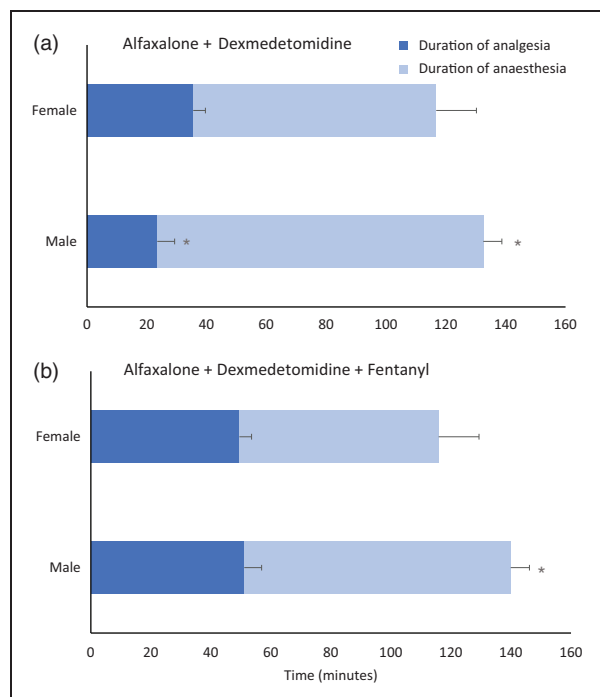 (a)
Alfaxalone + Dexmedetomidine
Duration of analgesia
Duration of anaesthesia
Female
Male
*
*
0 20 40 60 80 100 120 140 160
(b)
Alfaxalone + Dexmedetomidine + Fentanyl
Female
Male
*
0 20 40 60 80 100 120 140 160
Time (minutes)